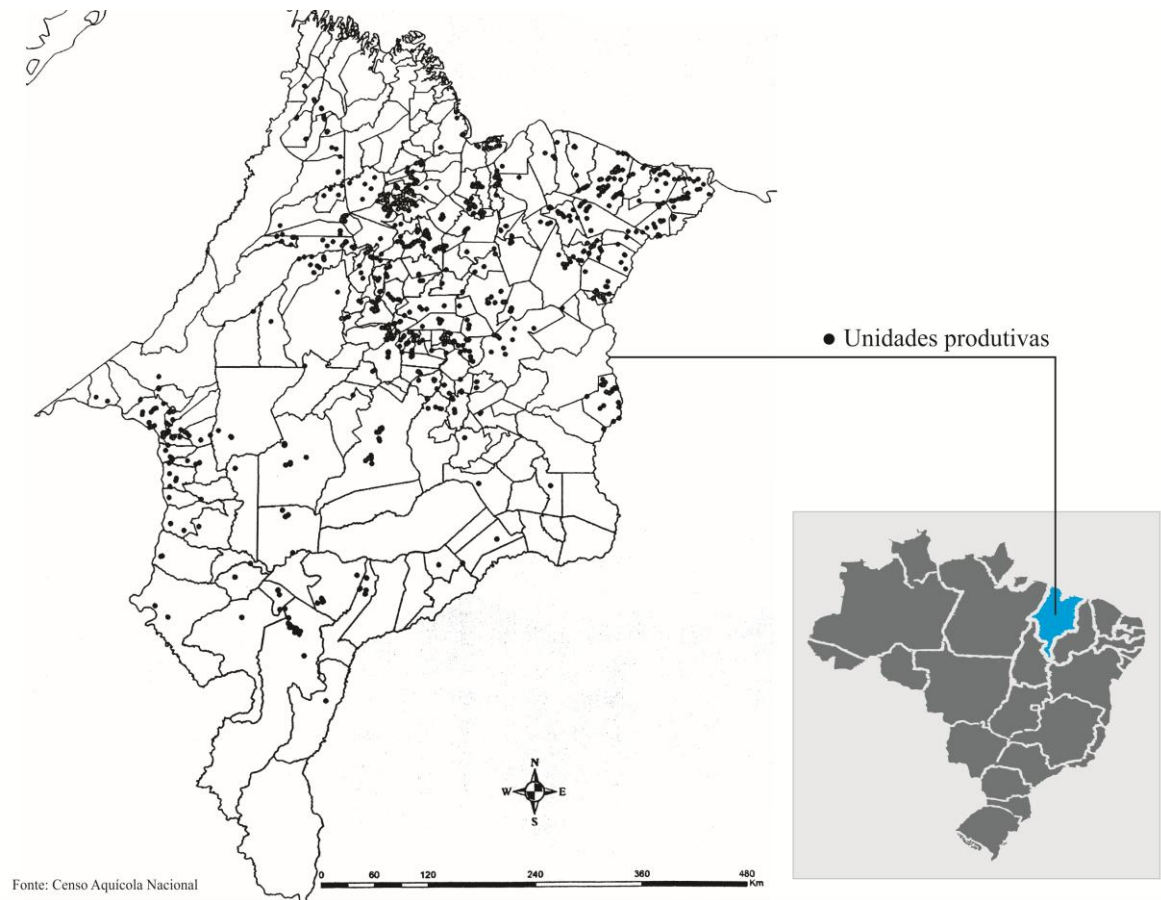 ● Unidades produtivas
N
W E
S
Fonte: Censo Aquícola Nacional
0 60 120 240 360 480
Km